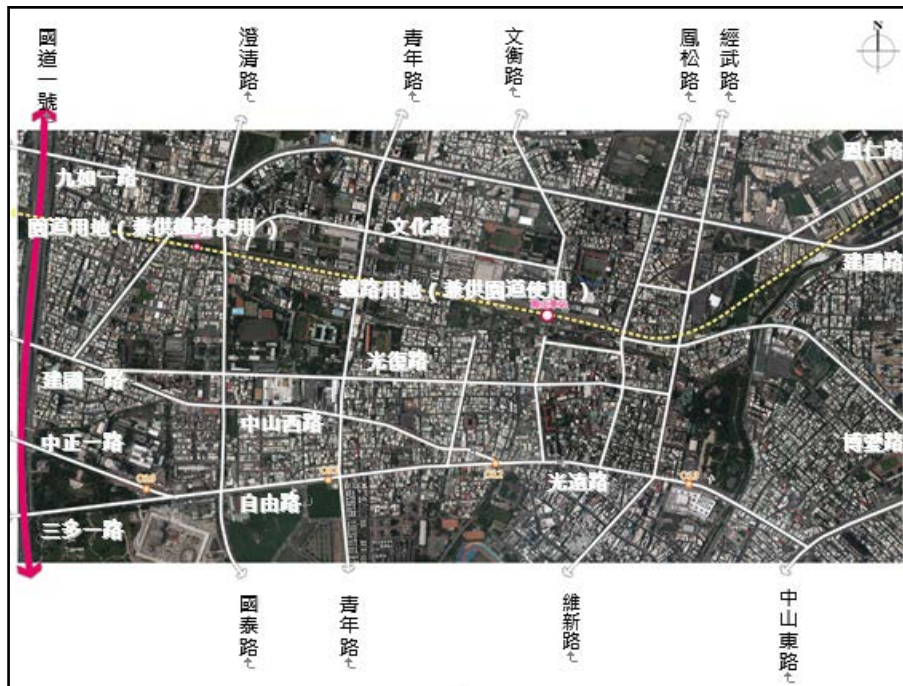 國道一號
澄清路
青年路
文衡路
鳳松路
經武路
N
九如一路
鳳仁路
園道用地（兼供鐵路使用）
文化路
建國路
鐵路用地（兼供園道使用）
光復路
建國一路
中山西路
中正一路
博愛路
光遠路
自由路
三多一路
國泰路
青年路
維新路
中山東路